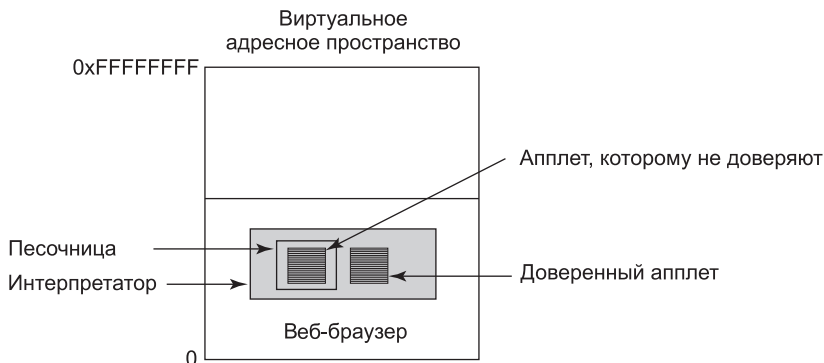 Виртуальное
адресное пространство
0xFFFFFFFF
Апплет, которому не доверяют
Песочница
Интерпретатор
Доверенный апплет
Веб-браузер
0